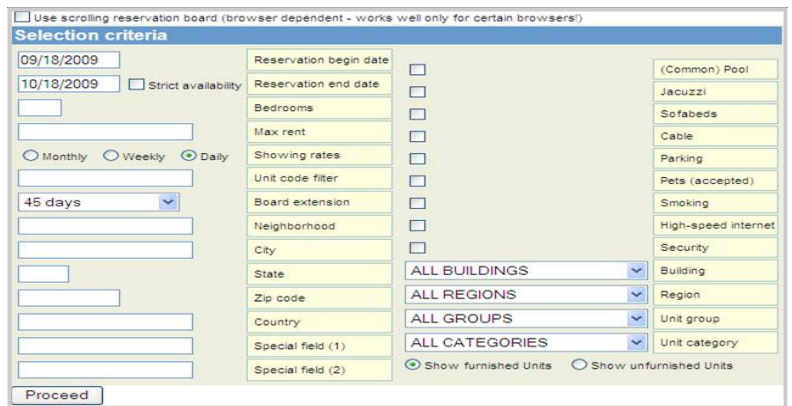 Use scrolling reservation board (browser dependent - works well only for certain browsers!)
Selection criteria
09/18/2009 Reservation begin date
10/18/2009 Strict availability Reservation end date
Bedrooms
Max rent
Monthly Weekly Daily Showing rates
Unit code filter
45 days Board extension
Neighborhood
City
State
Zip code
Country
Special field (1)
Special field (2)
(Common) Pool
Jacuzzi
Sofabeds
Cable
Parking
Pets (accepted)
Smoking
High-speed internet
Security
ALL BUILDINGS Building
ALL REGIONS Region
ALL GROUPS Unit group
ALL CATEGORIES Unit category
Show furnished Units Show unfurnished Units
Proceed